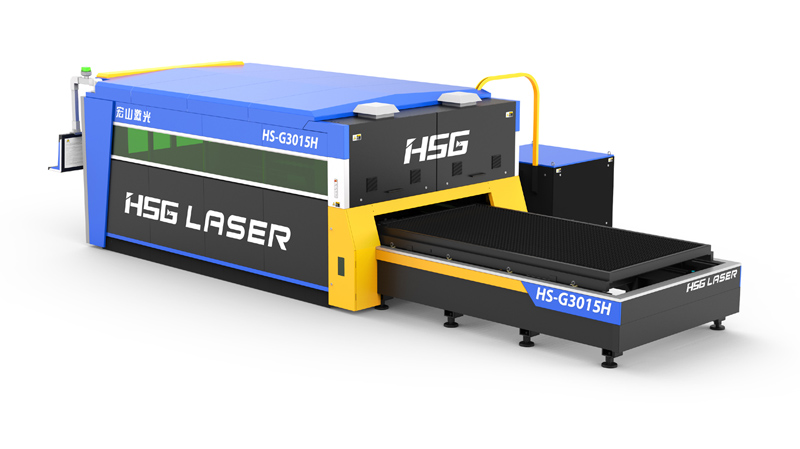 宏山激光
HS-G3015H
HSG
HSG LASER
HSG LASER
HS-G3015H